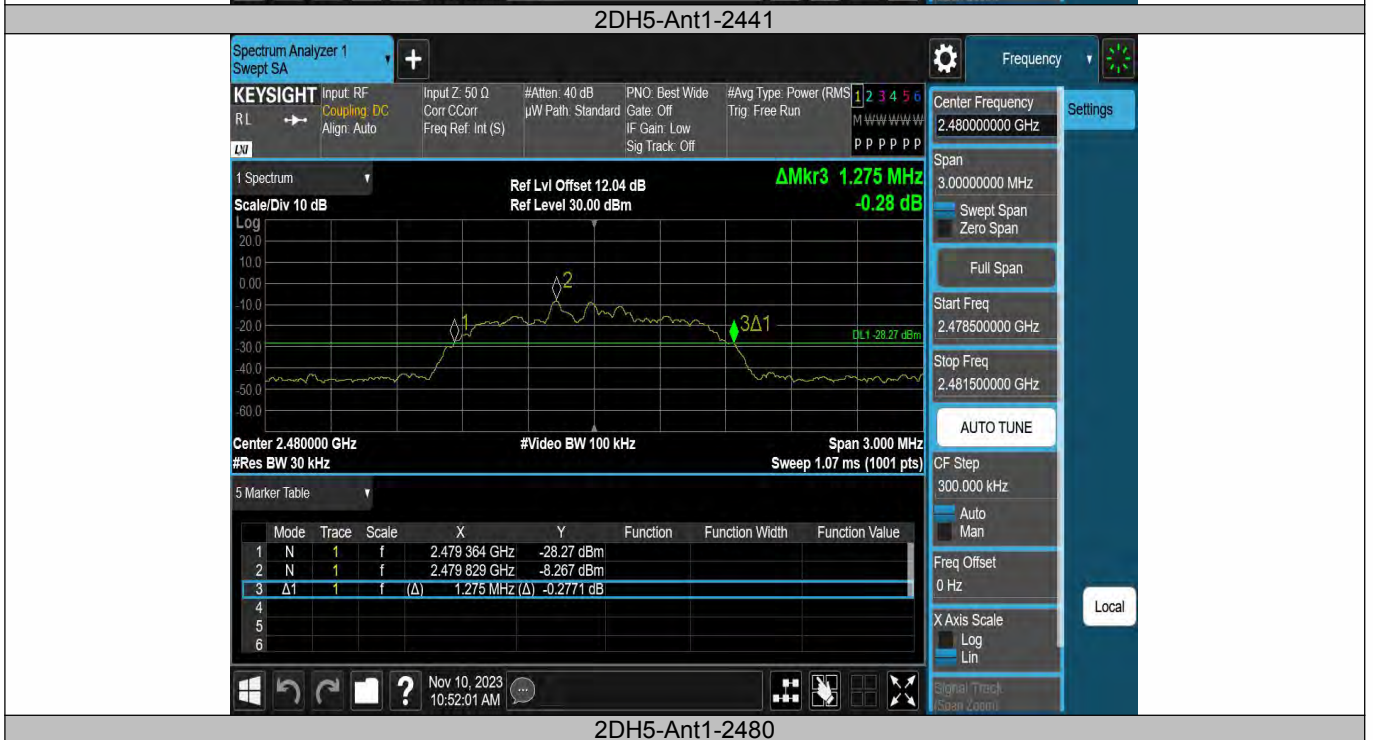 2DH5-Ant1-2441
Spectrum Analyzer 1
Swept SA
Frequency
KEYSIGHT
RL
LXI
Input: RF
Coupling: DC
Align: Auto
Input Z: 50 Ω
Corr CCorr
Freq Ref: Int (S)
#Atten: 40 dB
µW Path: Standard
PNO: Best Wide
Gate: Off
IF Gain: Low
Sig Track: Off
#Avg Type: Power (RMS
Trig: Free Run
1 2 3 4 5 6
M W W W W W
P P P P P P
Center Frequency
2.480000000 GHz
Settings
Span
3.00000000 MHz
Swept Span
Zero Span
Full Span
Start Freq
2.478500000 GHz
Stop Freq
2.481500000 GHz
AUTO TUNE
CF Step
300.000 kHz
Auto
Man
Freq Offset
0 Hz
X Axis Scale
Log
Lin
Signal Track
(Span Zoom)
Local
1 Spectrum
Scale/Div 10 dB
Ref Lvl Offset 12.04 dB
Ref Level 30.00 dBm
ΔMkr3 1.275 MHz
-0.28 dB
Log
20.0
10.0
0.00
-10.0
-20.0
-30.0
-40.0
-50.0
-60.0
1
2
3Δ1
DL1 -28.27 dBm
Center 2.480000 GHz
#Video BW 100 kHz
Span 3.000 MHz
#Res BW 30 kHz
Sweep 1.07 ms (1001 pts)
5 Marker Table
Mode Trace Scale X Y Function Function Width Function Value
1 N 1 f 2.479 364 GHz -28.27 dBm
2 N 1 f 2.479 829 GHz -8.267 dBm
3 Δ1 1 f (Δ) 1.275 MHz (Δ) -0.2771 dB
4
5
6
?
Nov 10, 2023
10:52:01 AM
2DH5-Ant1-2480